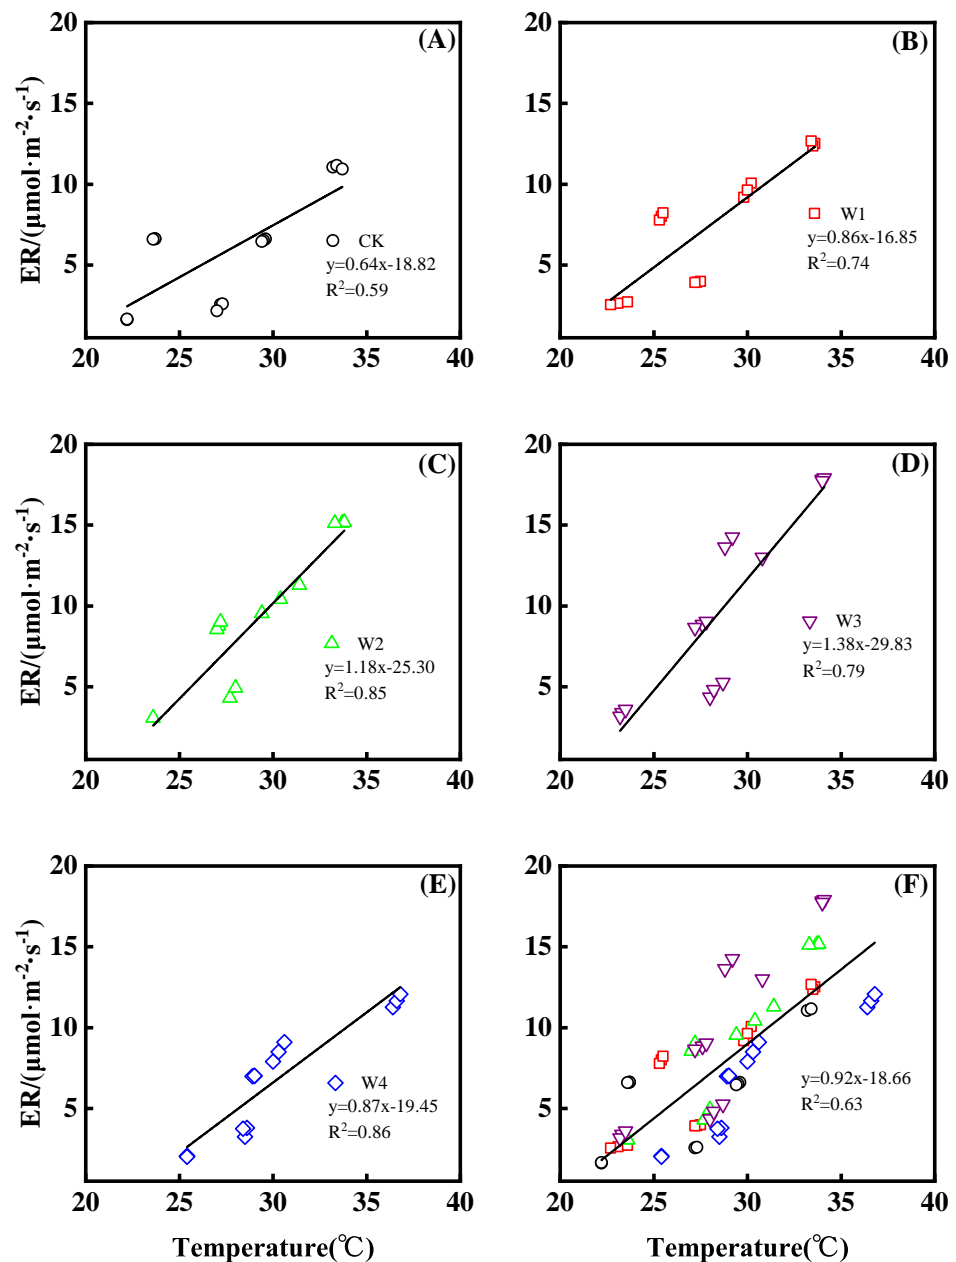 (A)
20
15
10
5
ER/(μmol·m⁻²·s⁻¹)
CK
y=0.64x-18.82
R²=0.59
20 25 30 35 40
(B)
20
15
10
5
W1
y=0.86x-16.85
R²=0.74
20 25 30 35 40
(C)
20
15
10
5
ER/(μmol·m⁻²·s⁻¹)
W2
y=1.18x-25.30
R²=0.85
20 25 30 35 40
(D)
20
15
10
5
W3
y=1.38x-29.83
R²=0.79
20 25 30 35 40
(E)
20
15
10
5
ER/(μmol·m⁻²·s⁻¹)
W4
y=0.87x-19.45
R²=0.86
20 25 30 35 40
Temperature(℃)
(F)
20
15
10
5
y=0.92x-18.66
R²=0.63
20 25 30 35 40
Temperature(℃)